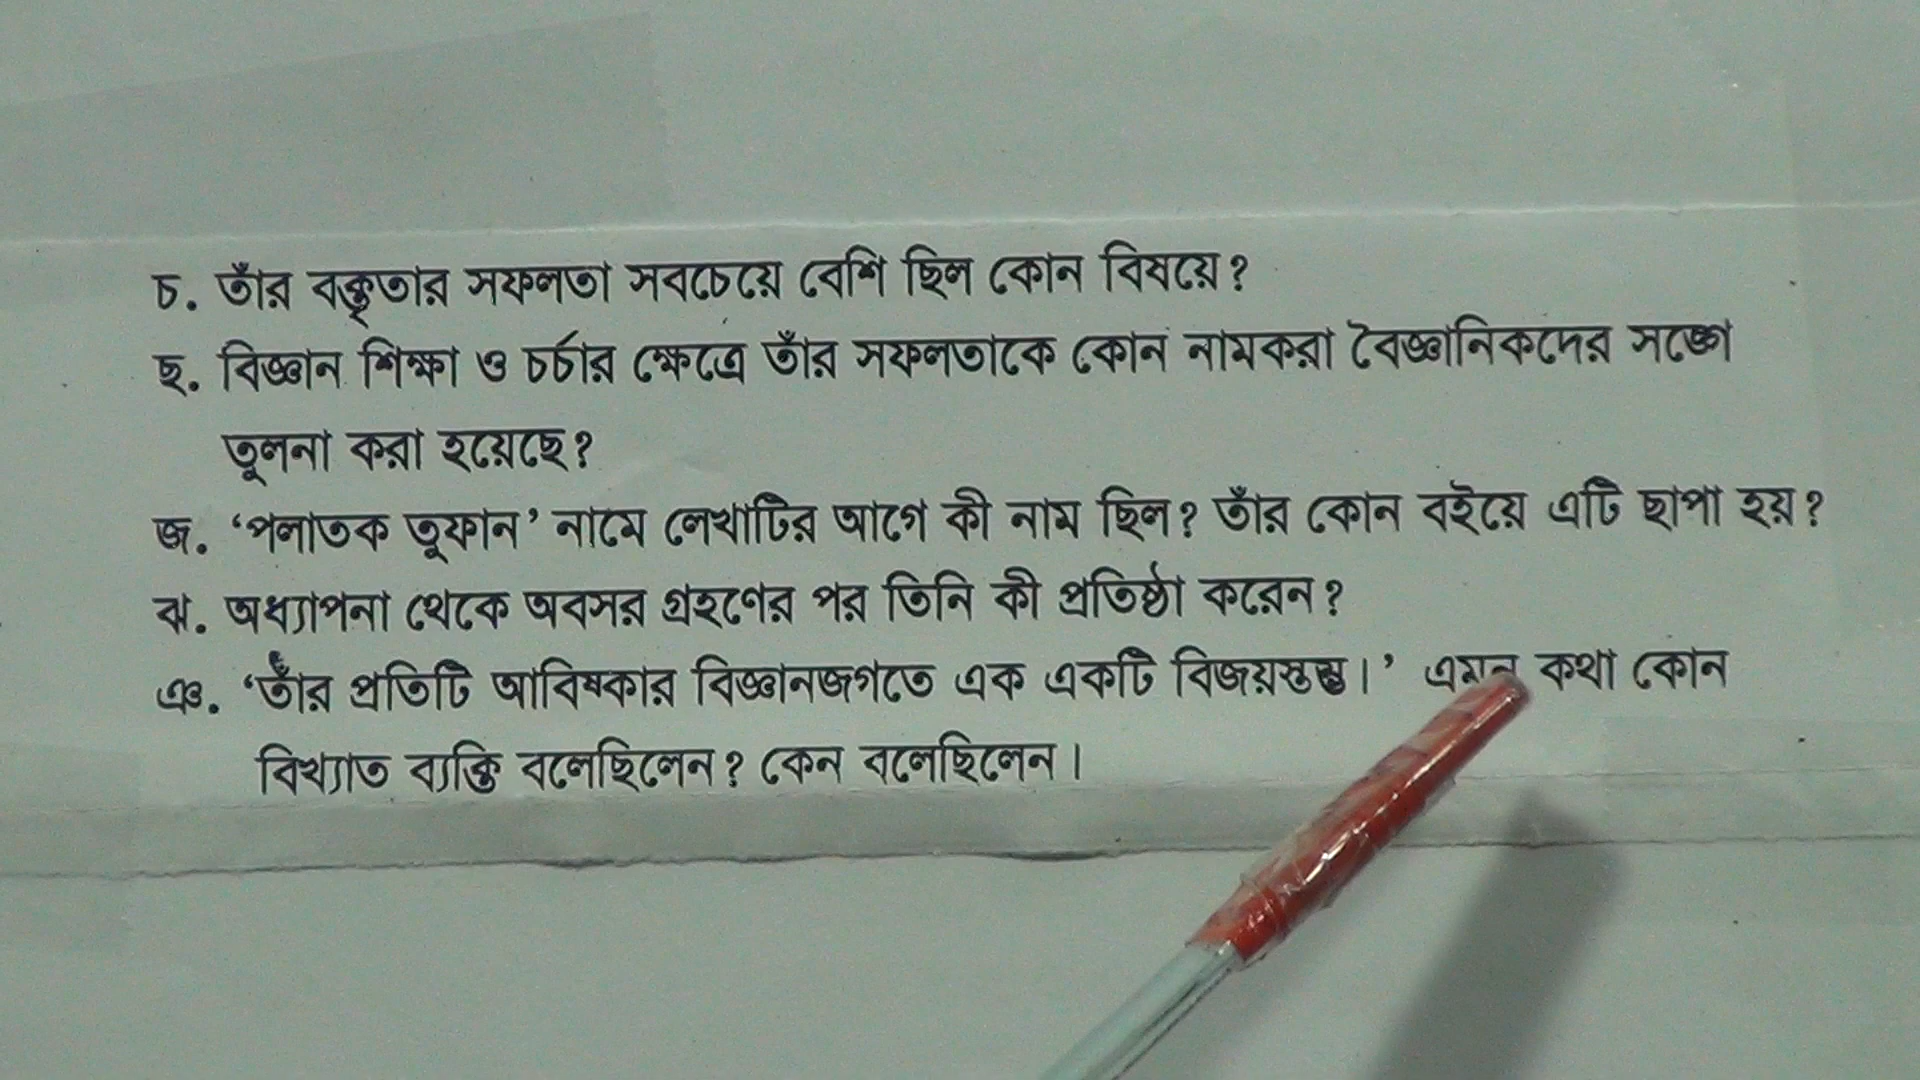 চ. তাঁর বক্তৃতার সফলতা সবচেয়ে বেশি ছিল কোন বিষয়ে?
ছ. বিজ্ঞান শিক্ষা ও চর্চার ক্ষেত্রে তাঁর সফলতাকে কোন নামকরা বৈজ্ঞানিকদের সঙ্গে
তুলনা করা হয়েছে?
জ. ‘পলাতক তুফান’ নামে লেখাটির আগে কী নাম ছিল? তাঁর কোন বইয়ে এটি ছাপা হয়?
ঝ. অধ্যাপনা থেকে অবসর গ্রহণের পর তিনি কী প্রতিষ্ঠা করেন?
ঞ. ‘তাঁর প্রতিটি আবিষ্কার বিজ্ঞানজগতে এক একটি বিজয়স্তম্ভ।’ এমন কথা কোন
বিখ্যাত ব্যক্তি বলেছিলেন? কেন বলেছিলেন।